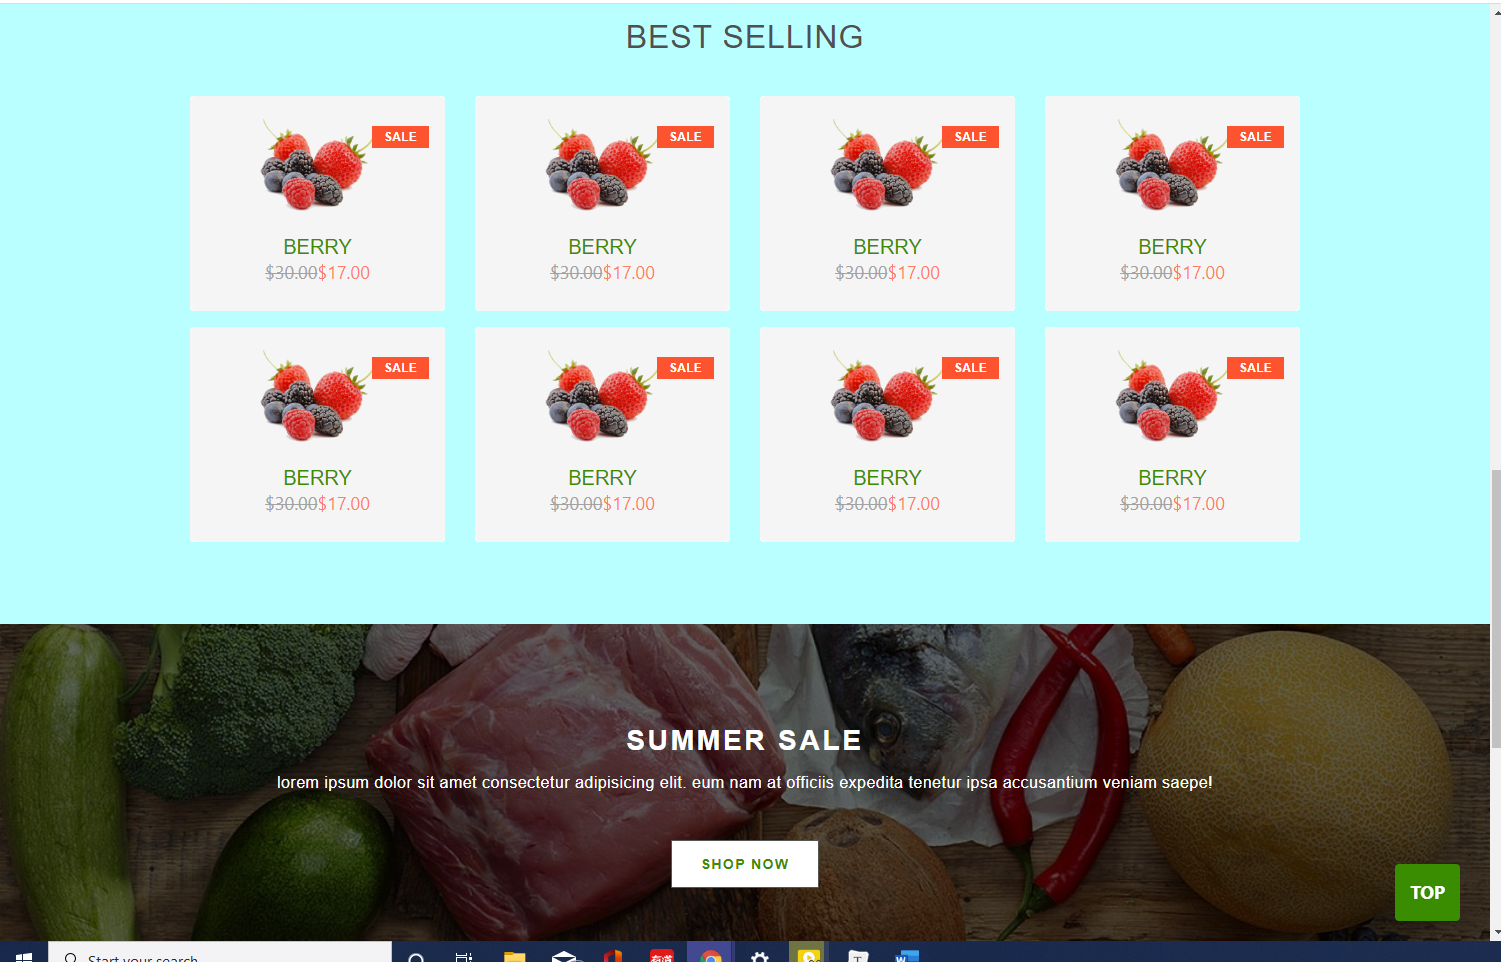 BEST SELLING
SALE SALE SALE SALE
BERRY BERRY BERRY BERRY
$30.00$17.00 $30.00$17.00 $30.00$17.00 $30.00$17.00
SALE SALE SALE SALE
BERRY BERRY BERRY BERRY
$30.00$17.00 $30.00$17.00 $30.00$17.00 $30.00$17.00
SUMMER SALE
lorem ipsum dolor sit amet consectetur adipisicing elit. eum nam at officiis expedita tenetur ipsa accusantium veniam saepe!
SHOP NOW
TOP
Start your search